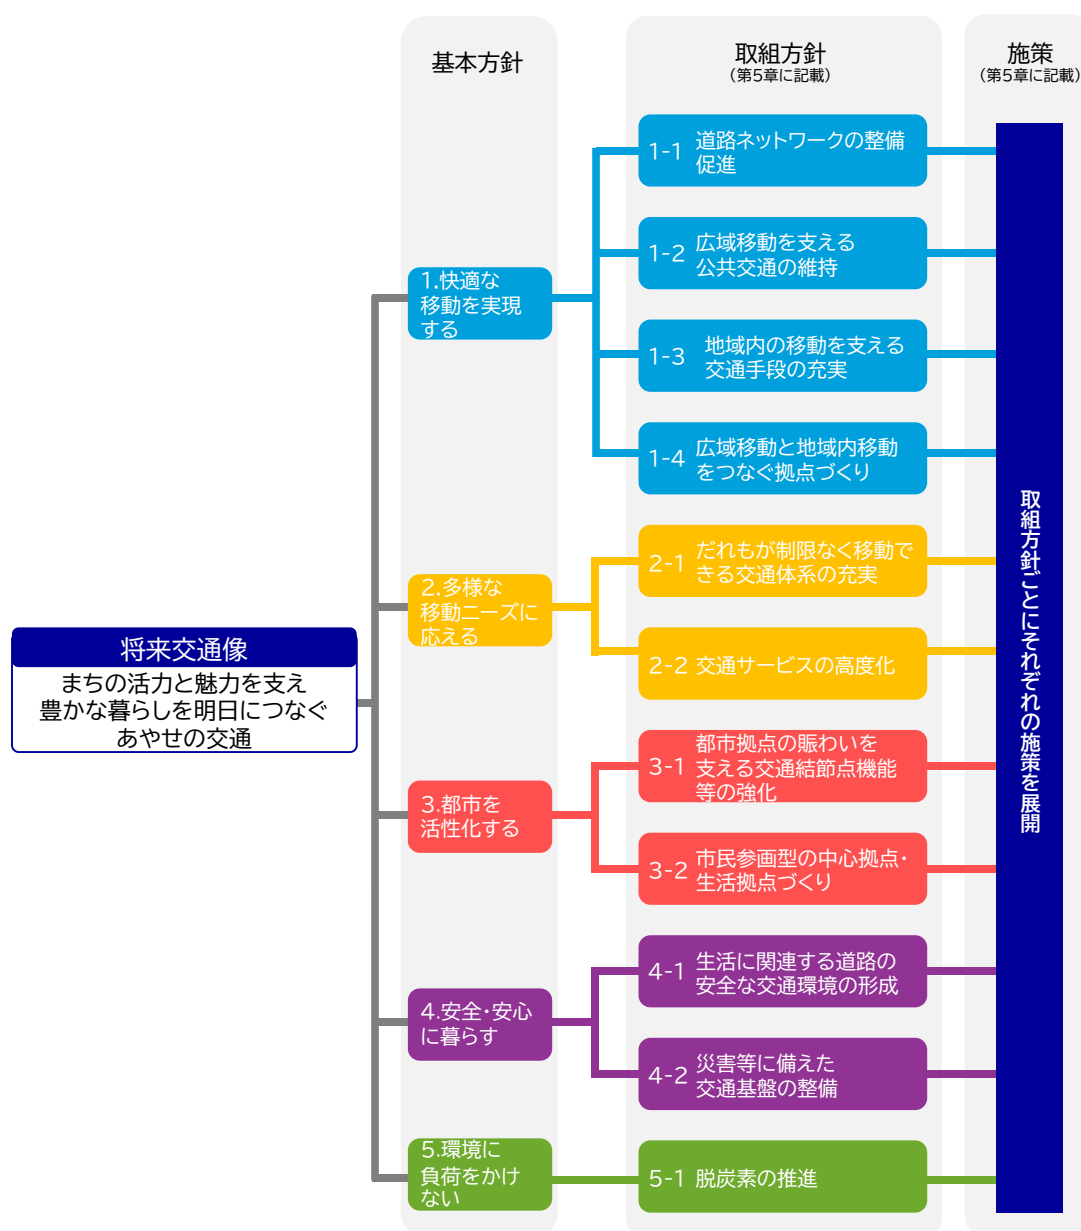 基本方針
取組方針
(第5章に記載)
施策
(第5章に記載)
将来交通像
まちの活力と魅力を支え
豊かな暮らしを明日につなぐ
あやせの交通
1.快適な
移動を実現
する
1-1 道路ネットワークの整備
促進
1-2 広域移動を支える
公共交通の維持
1-3 地域内の移動を支える
交通手段の充実
1-4 広域移動と地域内移動
をつなぐ拠点づくり
2.多様な
移動ニーズに
応える
2-1 だれもが制限なく移動で
きる交通体系の充実
2-2 交通サービスの高度化
3.都市を
活性化する
3-1 都市拠点の賑わいを
支える交通結節点機能
等の強化
3-2 市民参画型の中心拠点・
生活拠点づくり
4.安全・安心
に暮らす
4-1 生活に関連する道路の
安全な交通環境の形成
4-2 災害等に備えた
交通基盤の整備
5.環境に
負荷をかけ
ない
5-1 脱炭素の推進
取組方針ごとにそれぞれの施策を展開